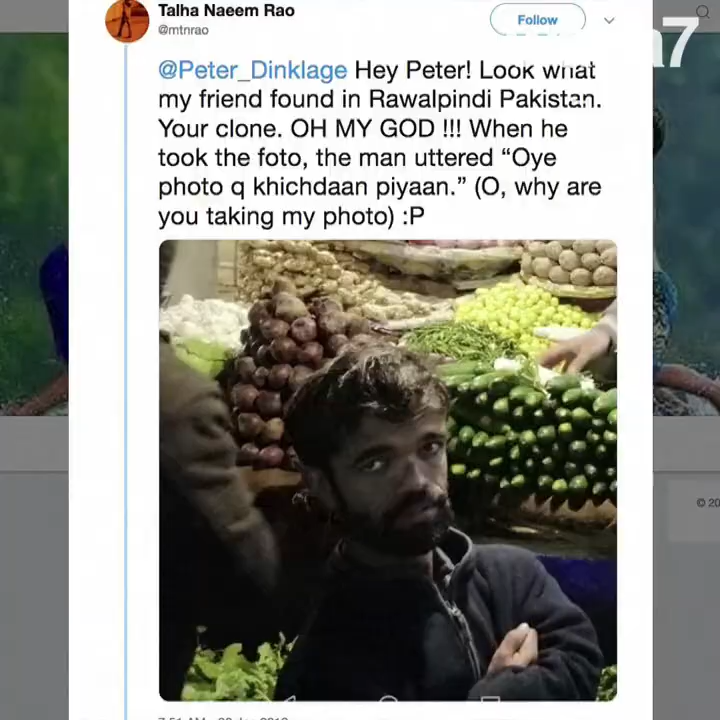 Talha Naeem Rao
@mtnrao
Follow
a7
@Peter_Dinklage Hey Peter! Look what
my friend found in Rawalpindi Pakistan.
Your clone. OH MY GOD !!! When he
took the foto, the man uttered “Oye
photo q khichdaan piyaan.” (O, why are
you taking my photo) :P
© 20